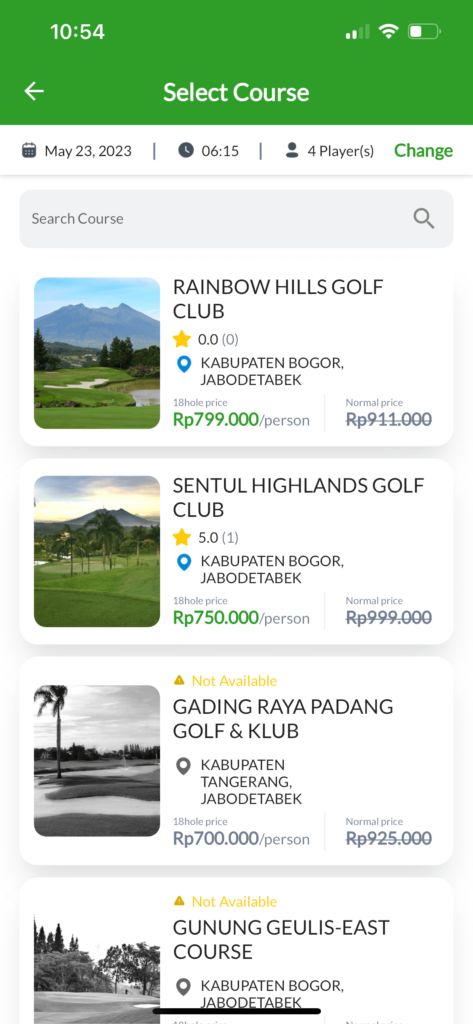 10:54
Select Course
May 23, 2023 | 06:15 | 4 Player(s) Change
Search Course
RAINBOW HILLS GOLF
CLUB
0.0 (0)
KABUPATEN BOGOR,
JABODETABEK
18hole price Normal price
Rp799.000/person Rp911.000
SENTUL HIGHLANDS GOLF
CLUB
5.0 (1)
KABUPATEN BOGOR,
JABODETABEK
18hole price Normal price
Rp750.000/person Rp999.000
Not Available
GADING RAYA PADANG
GOLF & KLUB
KABUPATEN
TANGERANG,
JABODETABEK
18hole price Normal price
Rp700.000/person Rp925.000
Not Available
GUNUNG GEULIS-EAST
COURSE
KABUPATEN BOGOR,
JABODETABEK